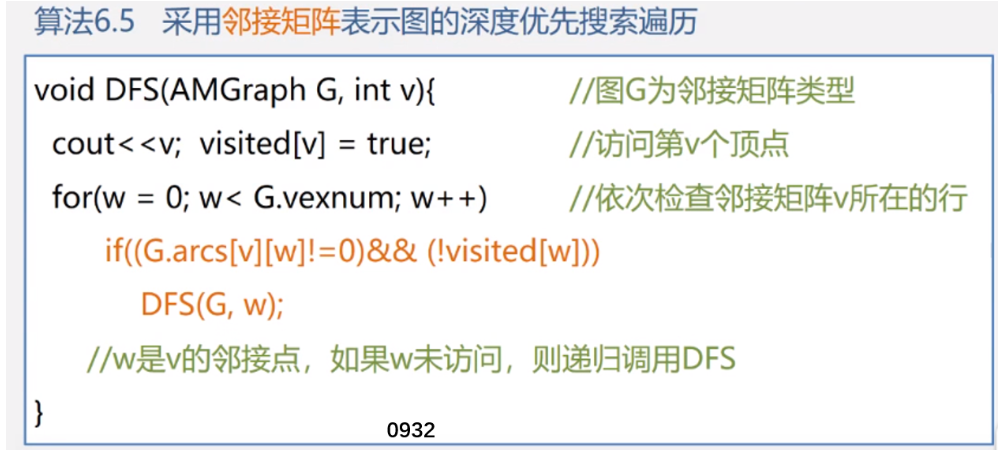 算法6.5 采用邻接矩阵表示图的深度优先搜索遍历
void DFS(AMGraph G, int v){ //图G为邻接矩阵类型
cout<<v; visited[v] = true; //访问第v个顶点
for(w = 0; w< G.vexnum; w++) //依次检查邻接矩阵v所在的行
if((G.arcs[v][w]!=0)&& (!visited[w]))
DFS(G, w);
//w是v的邻接点，如果w未访问，则递归调用DFS
}
0932